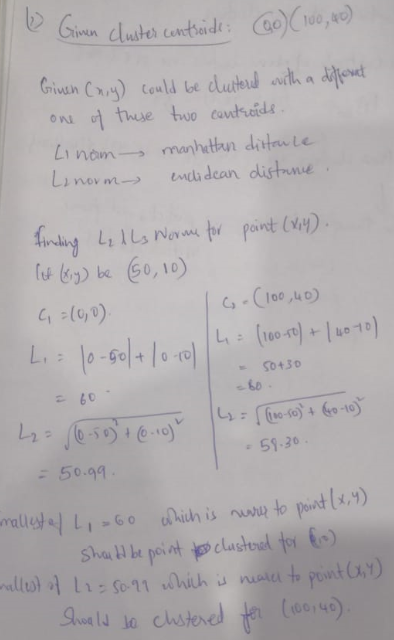 b) Given cluster centroids: (0,0) (100,40)
Given (x,y) could be clustered with a different
one of these two centroids.
L1 norm → manhattan distance
L2 norm → euclidean distance.
finding L2 & L3 Norms for point (x,y).
let (x,y) be (50,10)
C1 = (0,0).
L1 = |0-50| + |0-10|
= 60.
L2 = √(0-50)² + (0-10)²
= 50.99.
C2 = (100,40)
L1 = |100-50| + |40-10|
= 50+30
= 80.
L2 = √(100-50)² + (40-10)²
= 58.30.
smallest of L1 = 60 which is nearer to point (x,y)
should be point clustered for (0,0)
smallest of L2 = 50.99 which is nearer to point (x,y)
Should be clustered for (100,40).